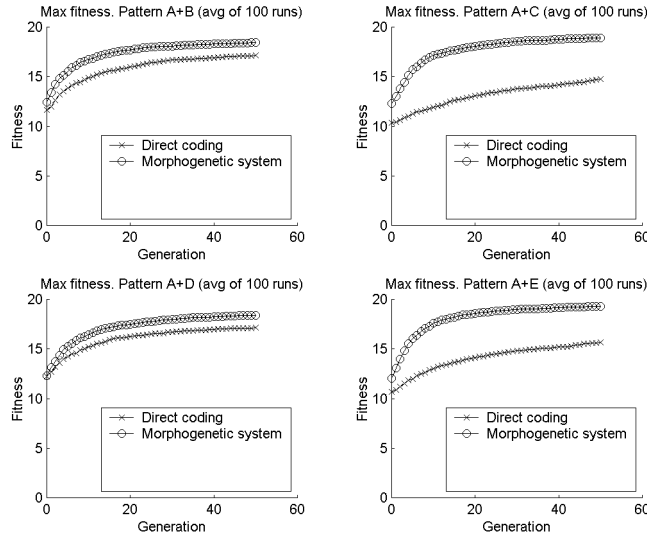 Max fitness. Pattern A+B (avg of 100 runs)
20
15
10
5
0
Fitness
Direct coding
Morphogenetic system
0 20 40 60
Generation
Max fitness. Pattern A+C (avg of 100 runs)
20
15
10
5
0
Fitness
Direct coding
Morphogenetic system
0 20 40 60
Generation
Max fitness. Pattern A+D (avg of 100 runs)
20
15
10
5
0
Fitness
Direct coding
Morphogenetic system
0 20 40 60
Generation
Max fitness. Pattern A+E (avg of 100 runs)
20
15
10
5
0
Fitness
Direct coding
Morphogenetic system
0 20 40 60
Generation